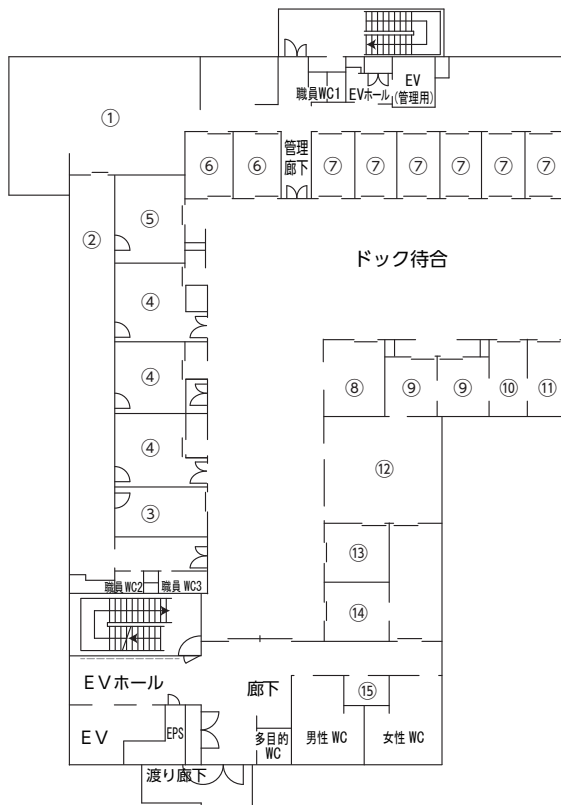 職員WC1
EVホール
EV
(管理用)
①
⑥
⑥
管理
廊下
⑦
⑦
⑦
⑦
⑦
⑦
②
⑤
ドック待合
④
④
④
③
⑧
⑨
⑨
⑩
⑪
⑫
⑬
⑭
職員WC2
職員WC3
EVホール
廊下
⑮
EV
EPS
多目的
WC
男性WC
女性WC
渡り廊下